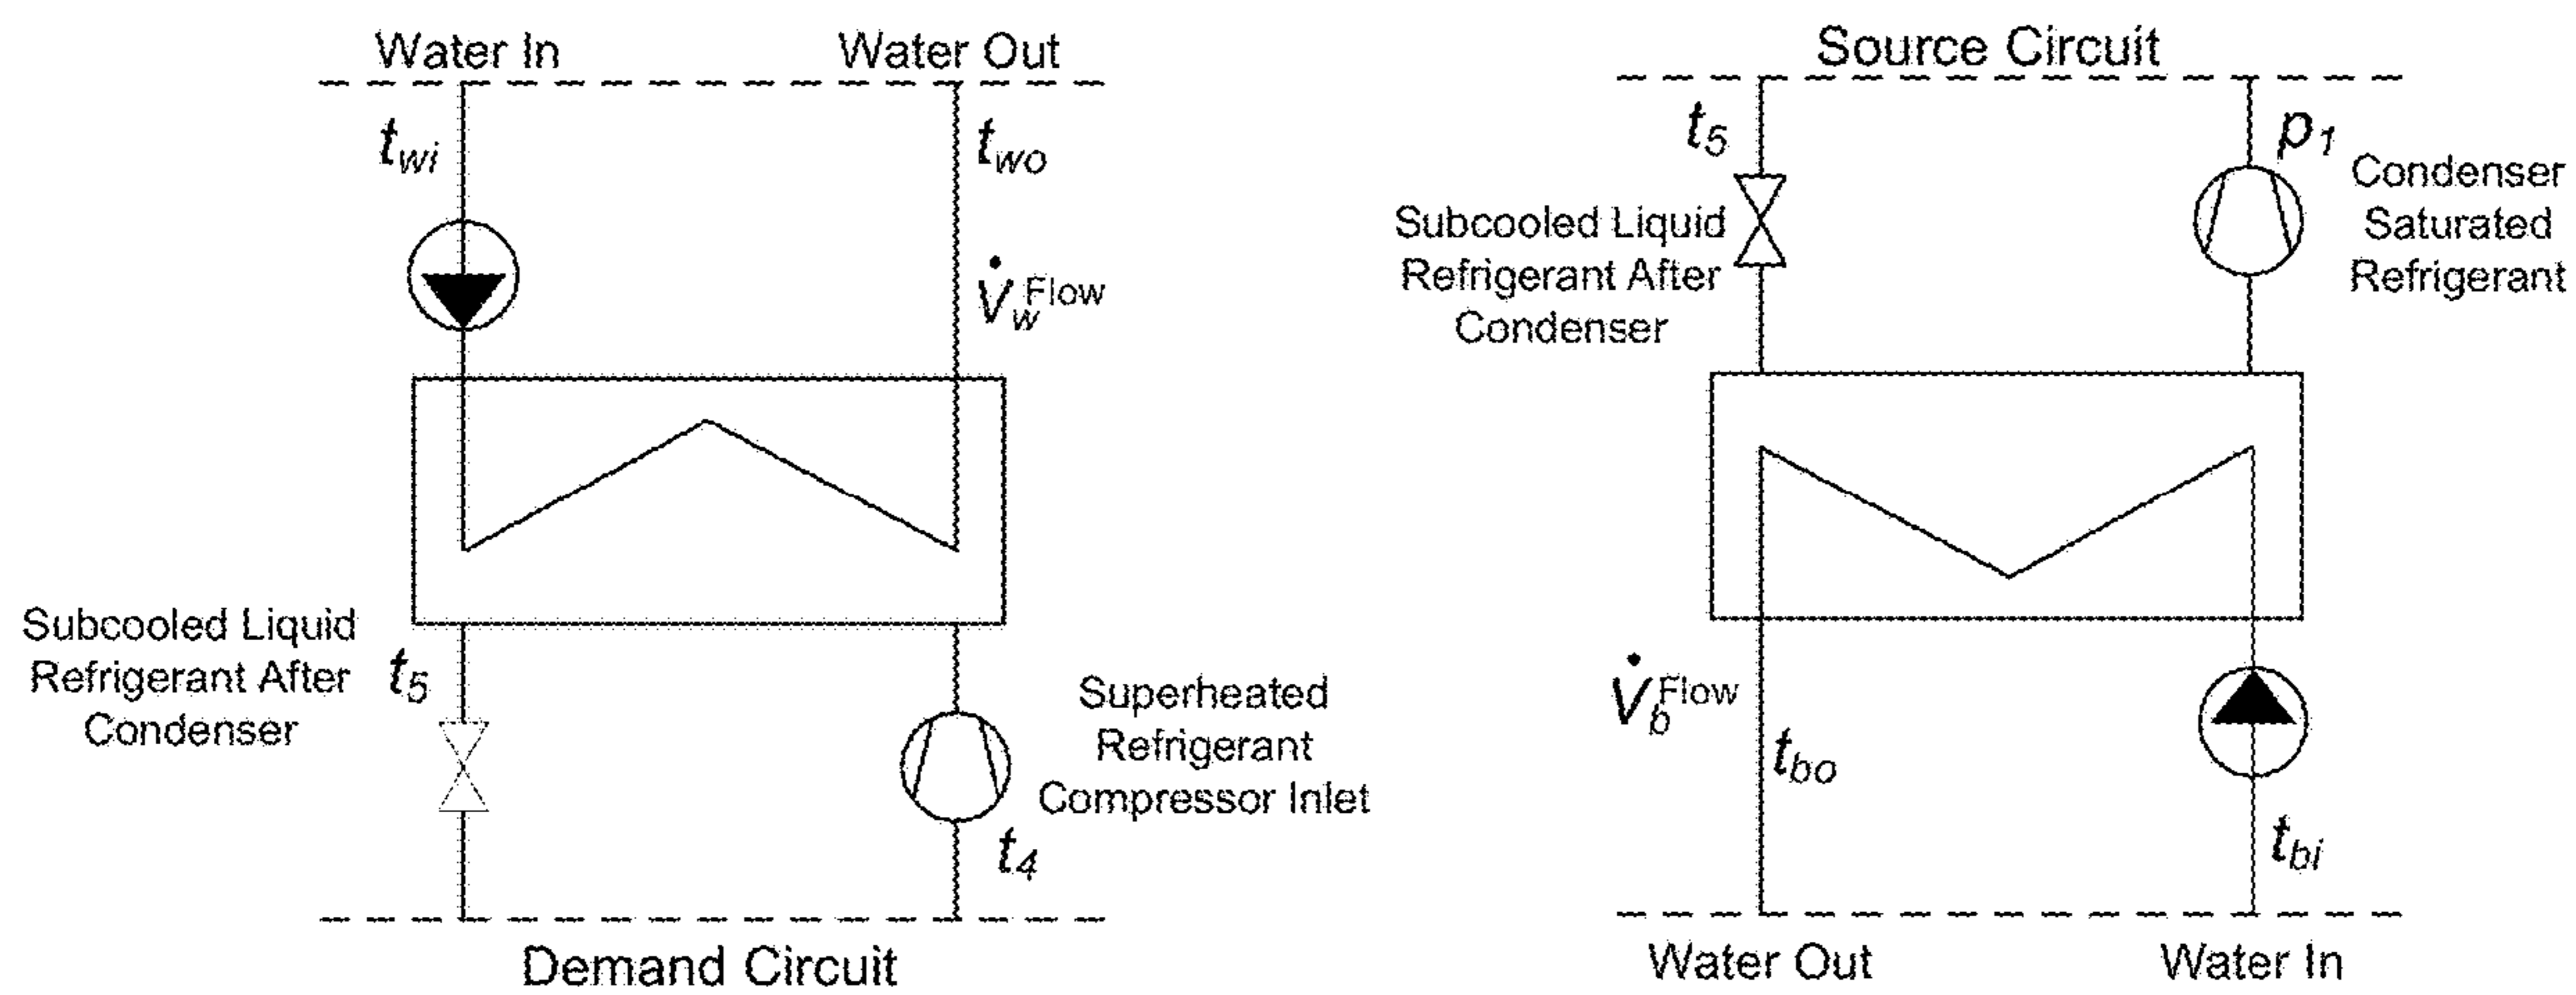 Water In
Water Out
t_wi
t_wo
V̇_w^Flow
Subcooled Liquid
Refrigerant After
Condenser
t_5
Superheated
Refrigerant
Compressor Inlet
t_4
Demand Circuit
Source Circuit
t_5
p_1
Subcooled Liquid
Refrigerant After
Condenser
Condenser
Saturated
Refrigerant
V̇_b^Flow
t_bo
t_bi
Water Out
Water In